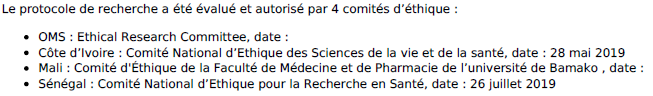 Le protocole de recherche a été évalué et autorisé par 4 comités d’éthique :
• OMS : Ethical Research Committee, date :
• Côte d’Ivoire : Comité National d’Ethique des Sciences de la vie et de la santé, date : 28 mai 2019
• Mali : Comité d'Éthique de la Faculté de Médecine et de Pharmacie de l’université de Bamako , date :
• Sénégal : Comité National d’Ethique pour la Recherche en Santé, date : 26 juillet 2019